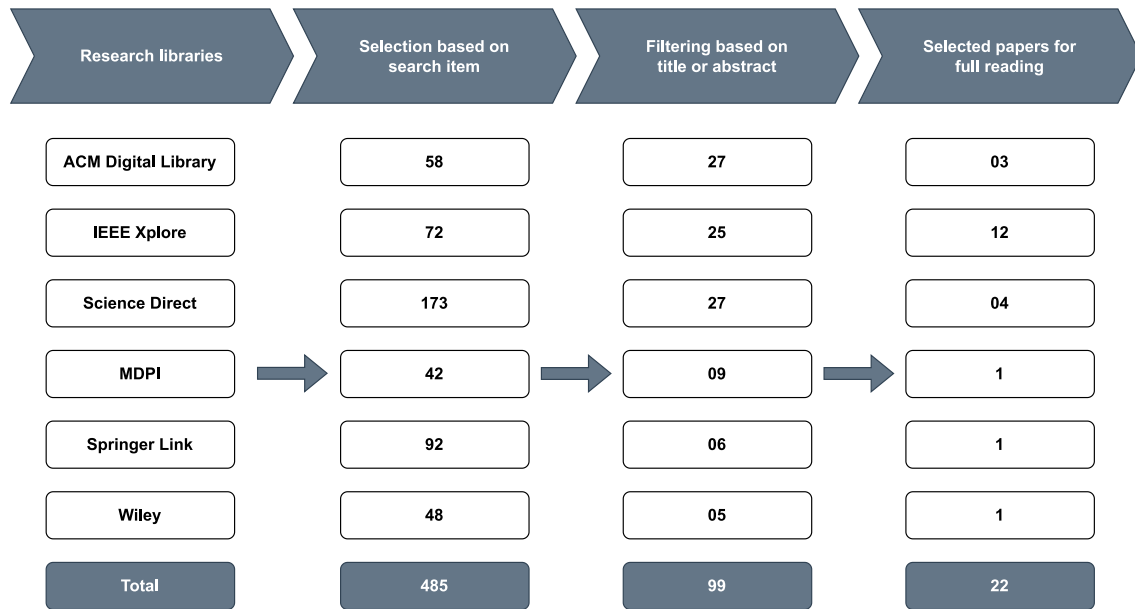 Research libraries
Selection based on
search item
Filtering based on
title or abstract
Selected papers for
full reading
ACM Digital Library
58
27
03
IEEE Xplore
72
25
12
Science Direct
173
27
04
MDPI
42
09
1
Springer Link
92
06
1
Wiley
48
05
1
Total
485
99
22